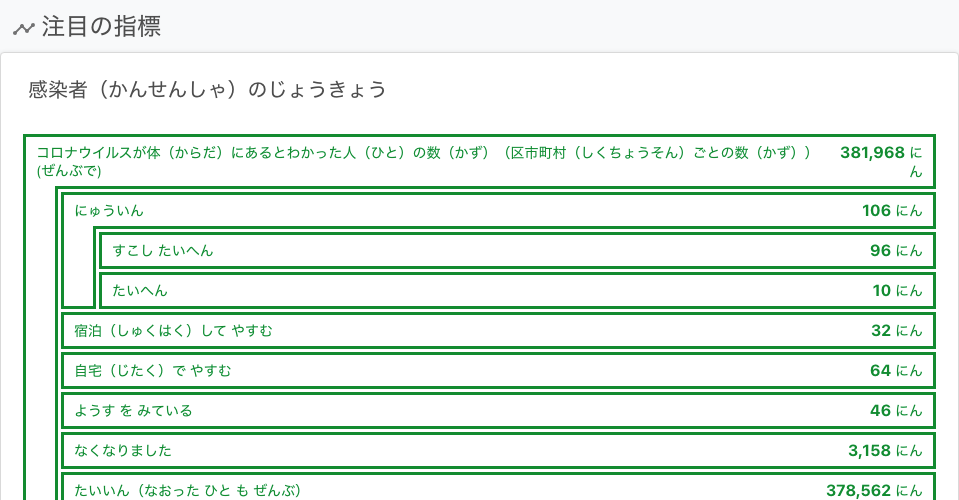 注目の指標
感染者（かんせんしゃ）のじょうきょう
コロナウイルスが体（からだ）にあるとわかった人（ひと）の数（かず）（区市町村（しくちょうそん）ごとの数（かず）） 381,968 に
(ぜんぶで) ん
にゅういん 106 にん
すこし たいへん 96 にん
たいへん 10 にん
宿泊（しゅくはく）して やすむ 32 にん
自宅（じたく）で やすむ 64 にん
ようす を みている 46 にん
なくなりました 3,158 にん
たいいん（なおった ひと も ぜんぶ） 378,562 にん